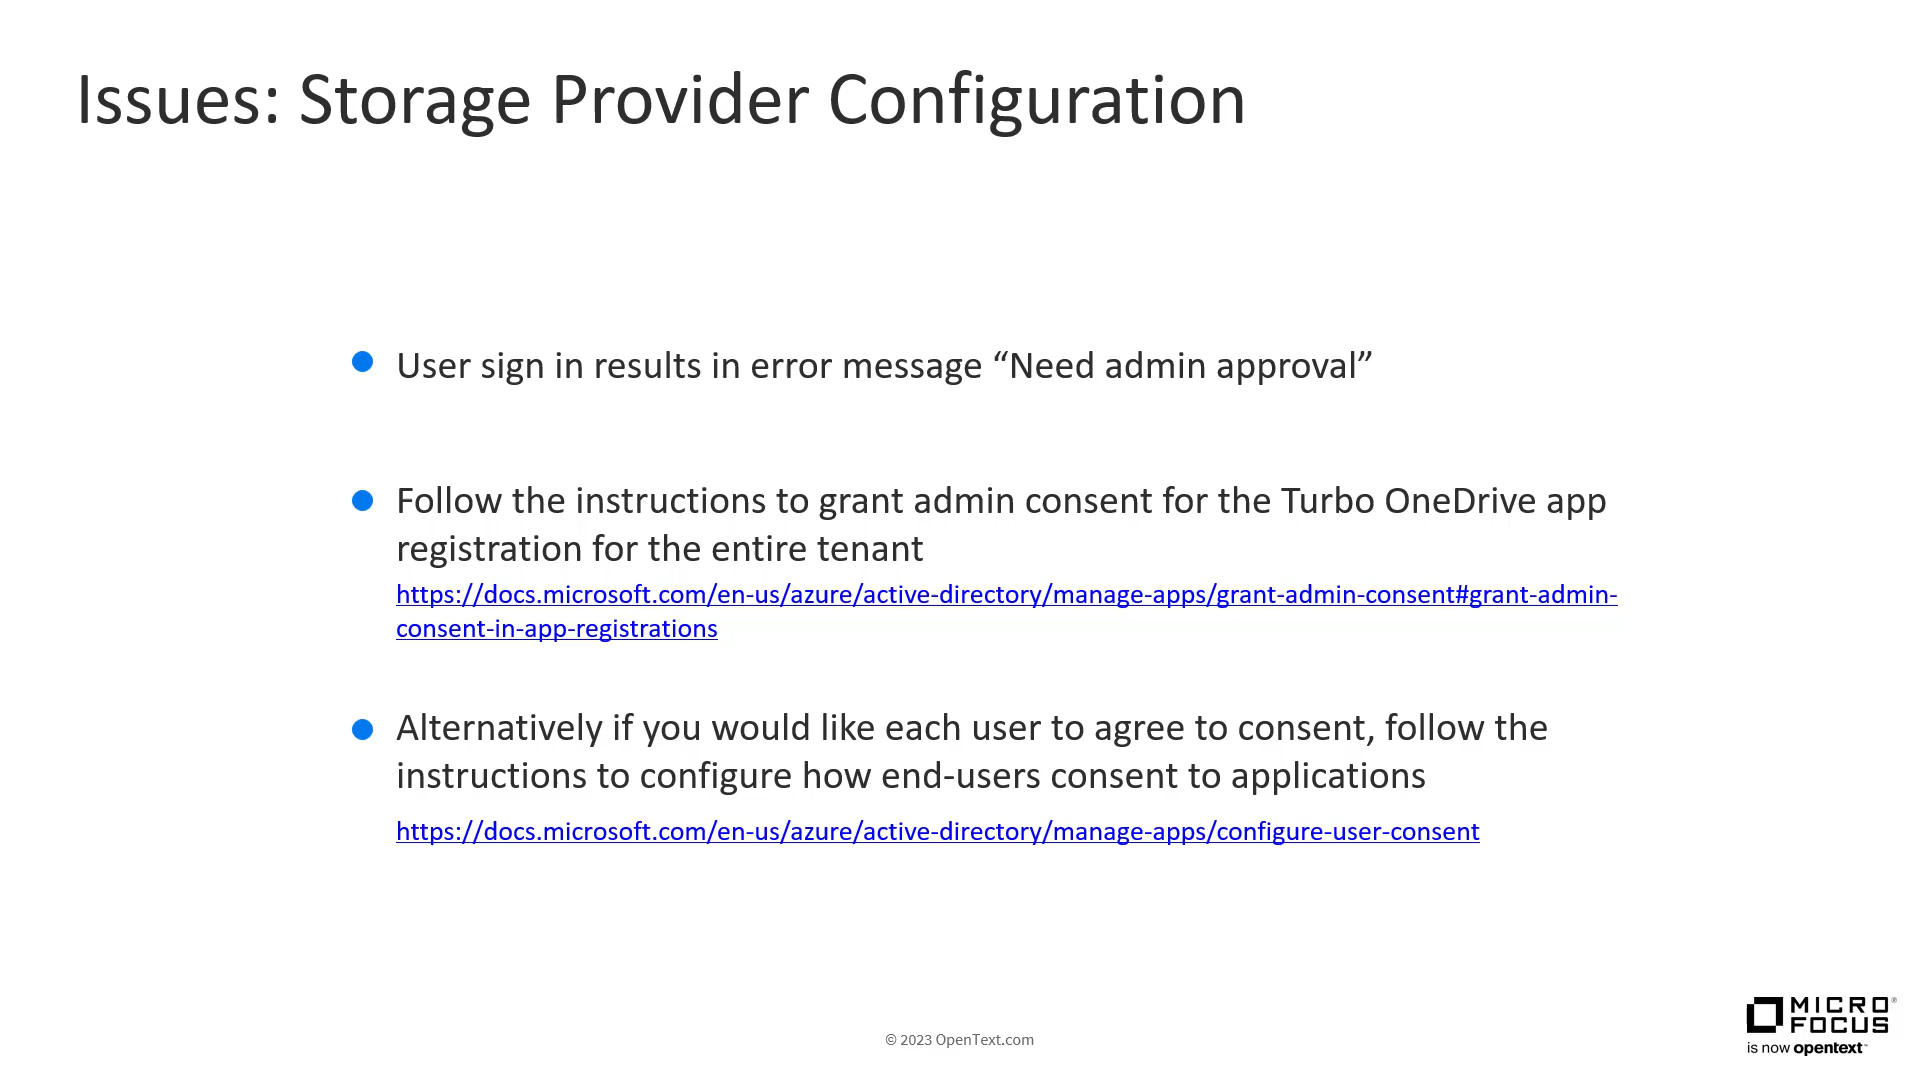 Issues: Storage Provider Configuration
User sign in results in error message “Need admin approval”
Follow the instructions to grant admin consent for the Turbo OneDrive app
registration for the entire tenant
https://docs.microsoft.com/en-us/azure/active-directory/manage-apps/grant-admin-consent#grant-admin-
consent-in-app-registrations
Alternatively if you would like each user to agree to consent, follow the
instructions to configure how end-users consent to applications
https://docs.microsoft.com/en-us/azure/active-directory/manage-apps/configure-user-consent
© 2023 OpenText.com
MICRO®
FOCUS
is now opentext™